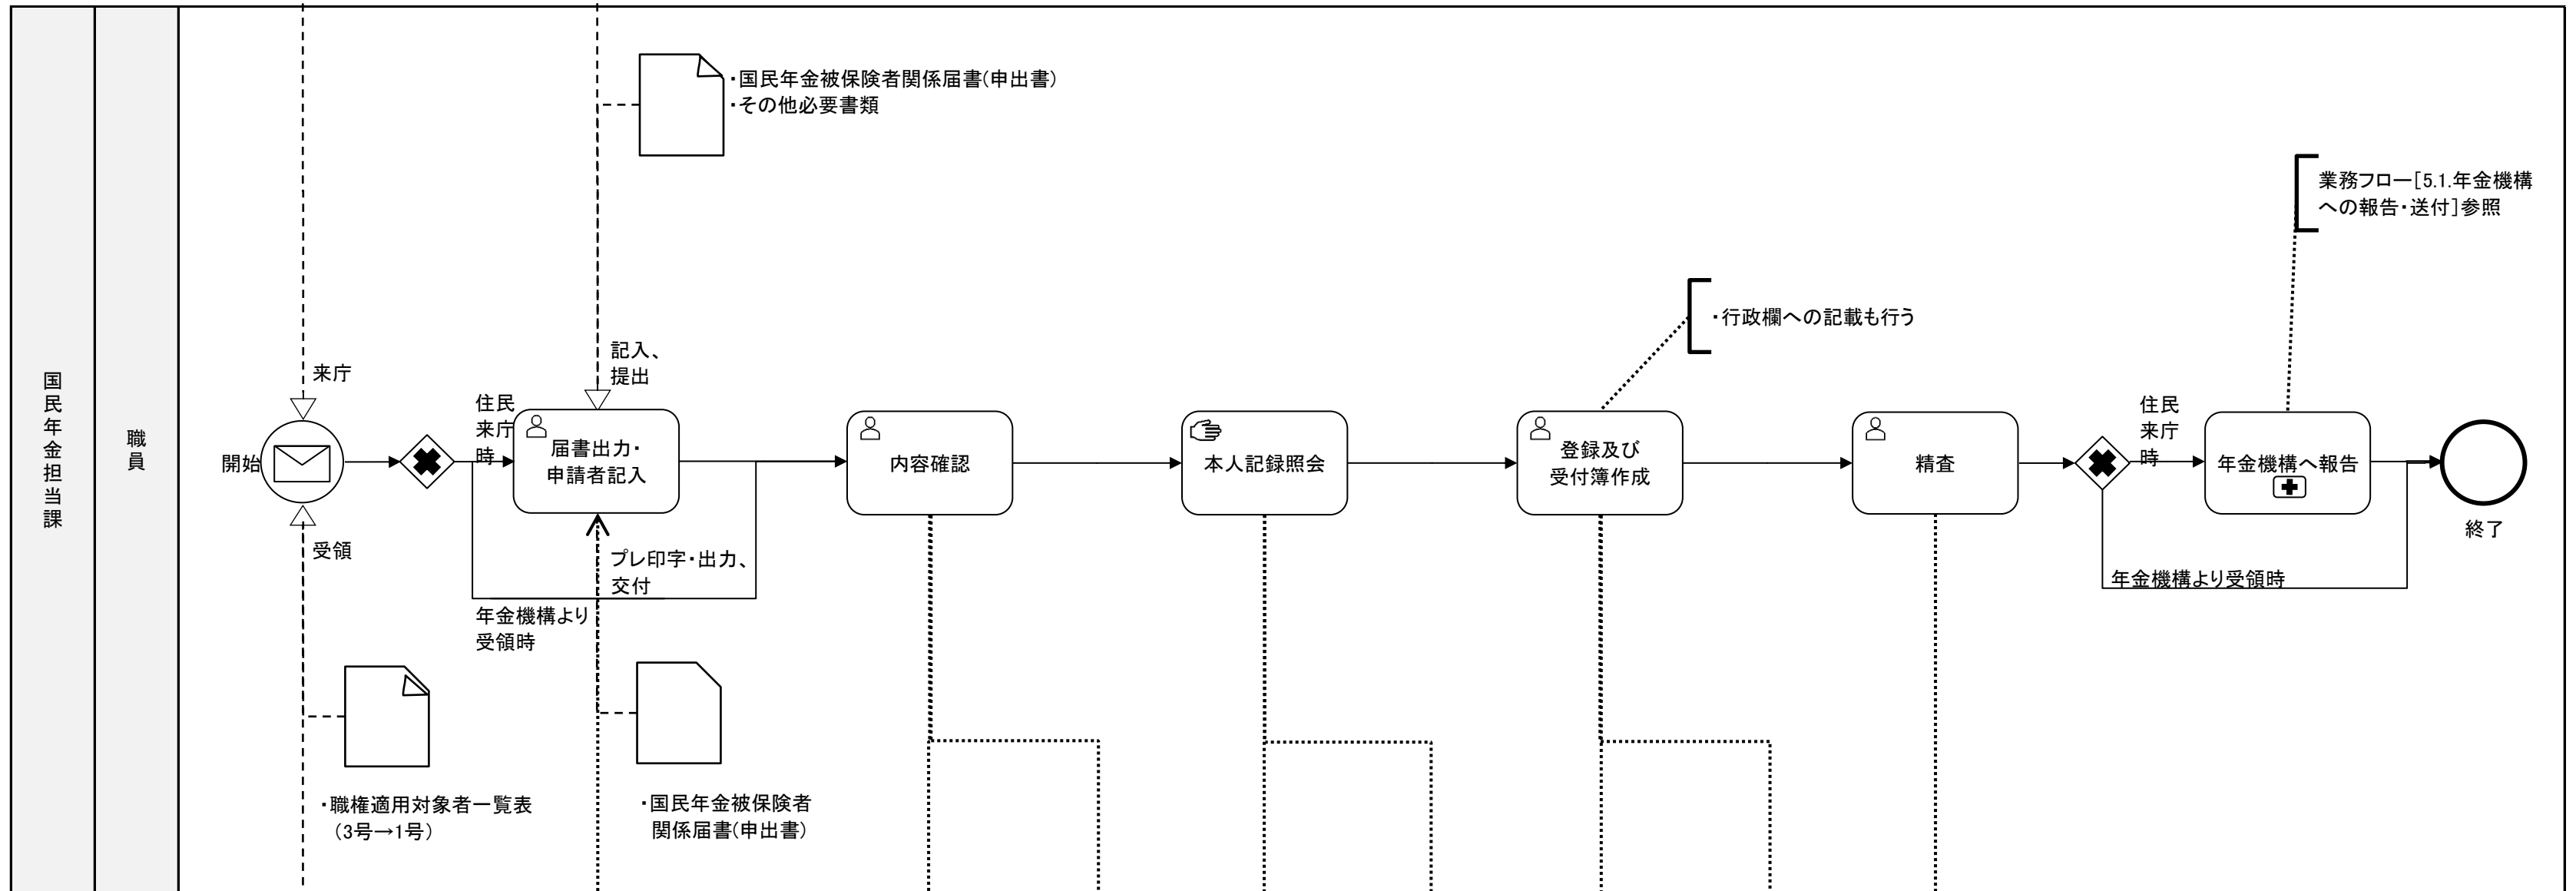 国民年金担当課
職員
・国民年金被保険者関係届書(申出書)
・その他必要書類
業務フロー[5.1.年金機構
への報告・送付]参照
・行政欄への記載も行う
来庁
記入、
提出
開始
住民
来庁
時
届書出力・
申請者記入
内容確認
本人記録照会
登録及び
受付簿作成
精査
住民
来庁
時
年金機構へ報告
終了
受領
プレ印字・出力、
交付
年金機構より
受領時
年金機構より受領時
・職権適用対象者一覧表
（3号→1号）
・国民年金被保険者
関係届書(申出書)